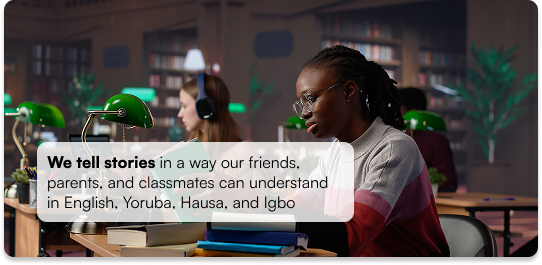 We tell stories in a way our friends,
parents, and classmates can understand
in English, Yoruba, Hausa, and Igbo